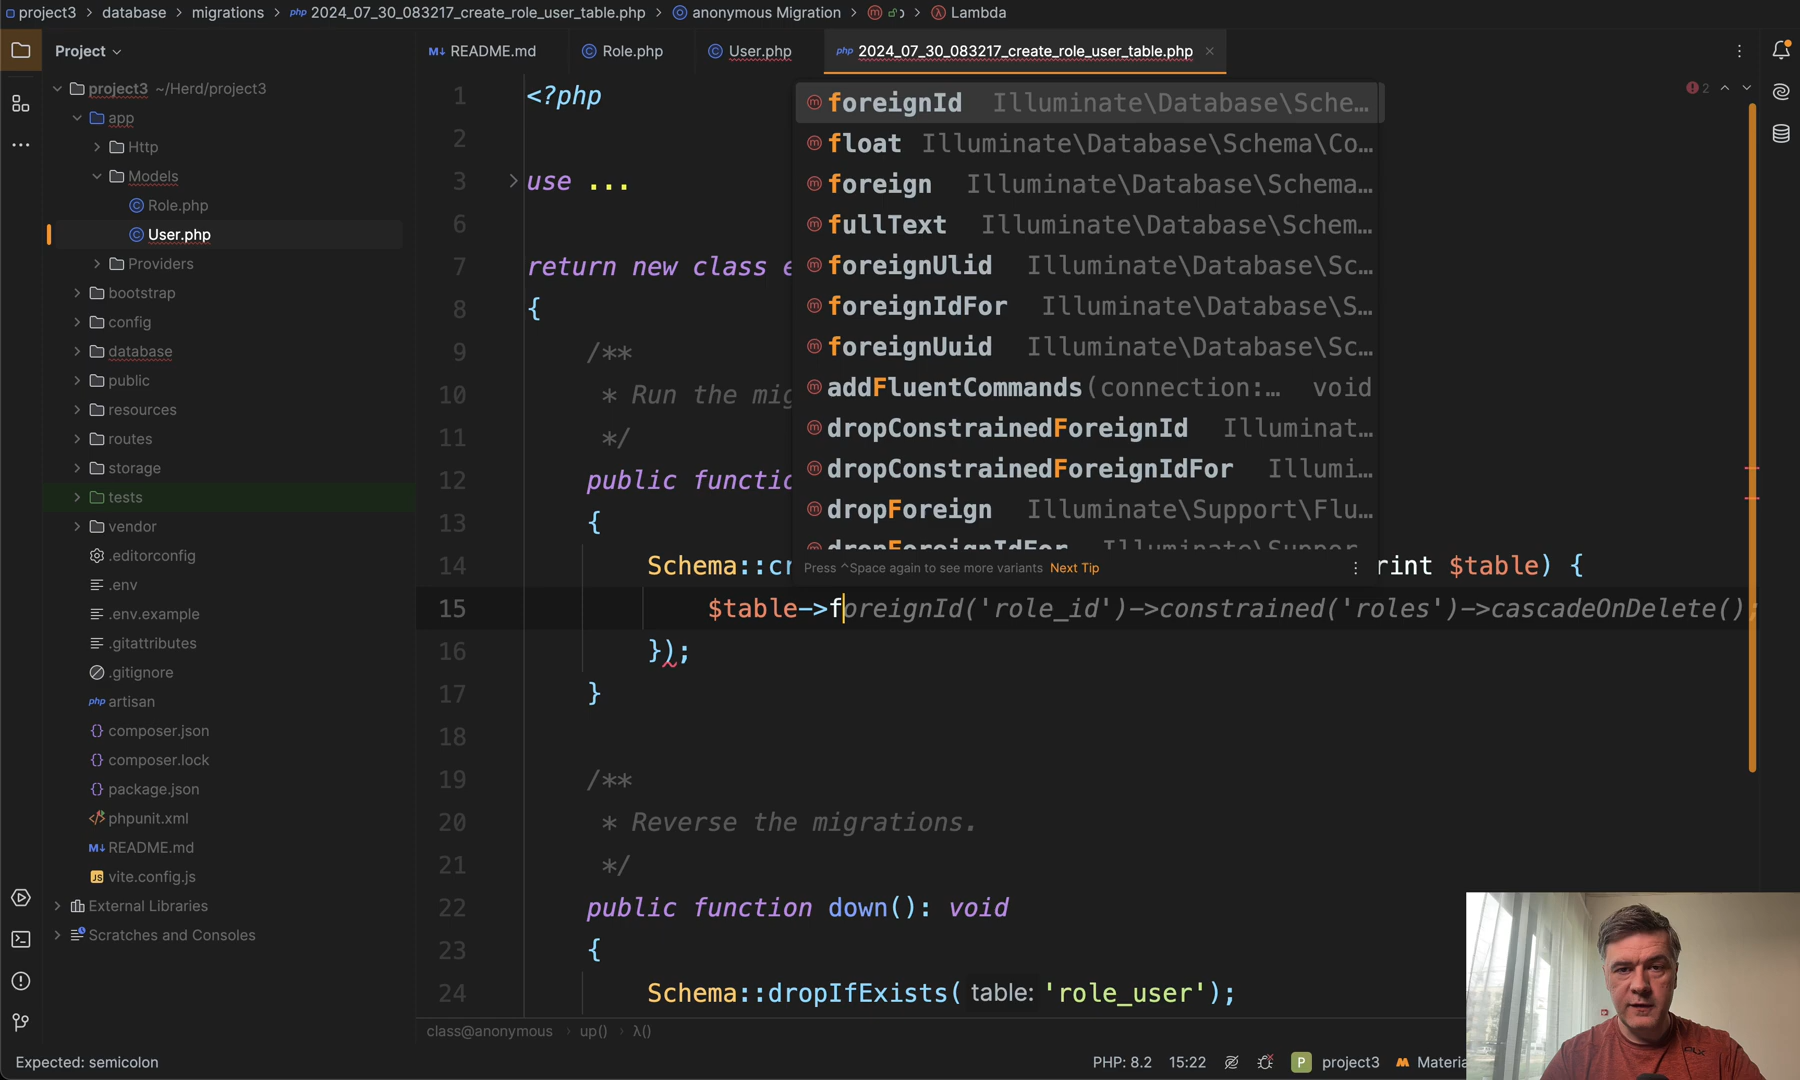 project3 > database > migrations > php 2024_07_30_083217_create_role_user_table.php > anonymous Migration > > Lambda
Project
README.md
Role.php
User.php
php 2024_07_30_083217_create_role_user_table.php
project3 ~/Herd/project3
app
Http
Models
Role.php
User.php
Providers
bootstrap
config
database
public
resources
routes
storage
tests
vendor
.editorconfig
.env
.env.example
.gitattributes
.gitignore
php artisan
composer.json
composer.lock
package.json
phpunit.xml
README.md
vite.config.js
External Libraries
Scratches and Consoles
2
1 <?php
2
3 use ...
6
7 return new class e
8 {
9 /**
10 * Run the mig
11 */
12 public functio
13 {
14 Schema::cr rint $table) {
15 $table->foreignId('role_id')->constrained('roles')->cascadeOnDelete();
16 });
17 }
18
19 /**
20 * Reverse the migrations.
21 */
22 public function down(): void
23 {
24 Schema::dropIfExists( table: 'role_user');
foreignId Illuminate\Database\Sche…
float Illuminate\Database\Schema\Co…
foreign Illuminate\Database\Schema…
fullText Illuminate\Database\Schem…
foreignUlid Illuminate\Database\Sc…
foreignIdFor Illuminate\Database\S…
foreignUuid Illuminate\Database\Sc…
addFluentCommands(connection:… void
dropConstrainedForeignId Illuminat…
dropConstrainedForeignIdFor Illumi…
dropForeign Illuminate\Support\Flu…
dropForeignIdFor Illuminate\Suppor
Press ^Space again to see more variants Next Tip
class@anonymous > up() > λ()
Expected: semicolon
PHP: 8.2 15:22 P project3 Materia